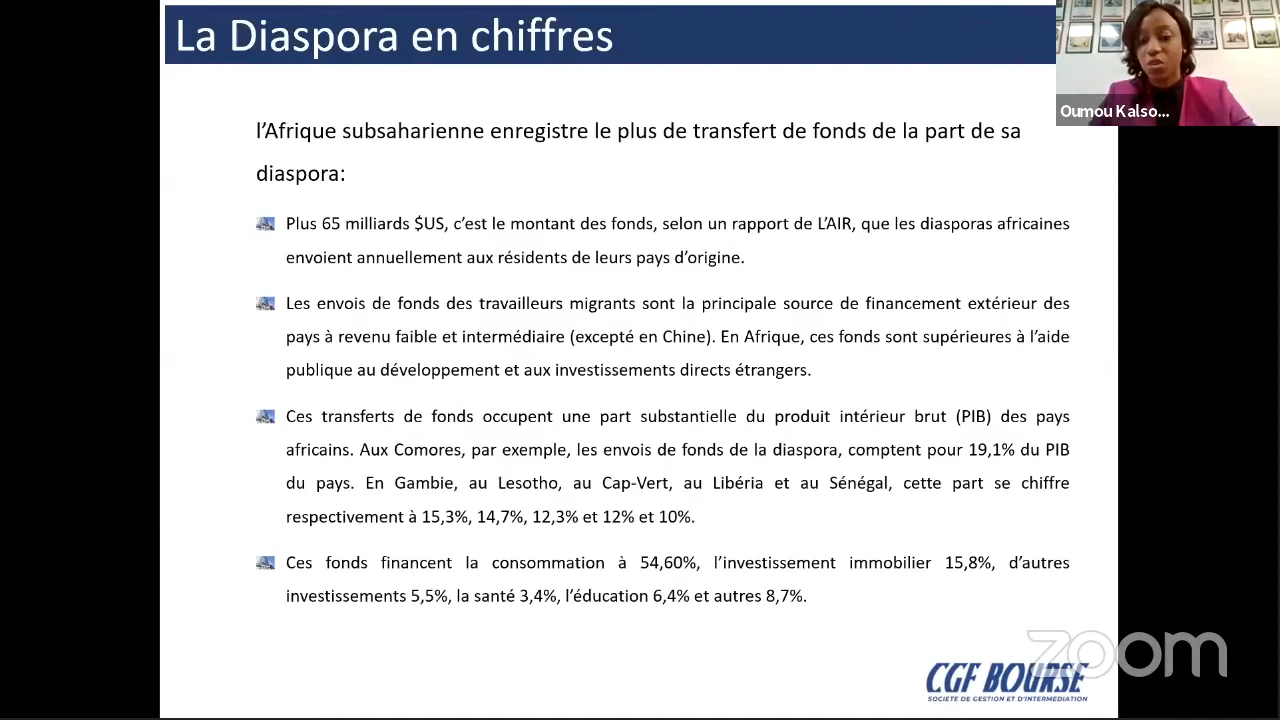 La Diaspora en chiffres
Oumou Kalso...
l’Afrique subsaharienne enregistre le plus de transfert de fonds de la part de sa
diaspora:
Plus 65 milliards $US, c’est le montant des fonds, selon un rapport de L’AIR, que les diasporas africaines
envoient annuellement aux résidents de leurs pays d’origine.
Les envois de fonds des travailleurs migrants sont la principale source de financement extérieur des
pays à revenu faible et intermédiaire (excepté en Chine). En Afrique, ces fonds sont supérieures à l’aide
publique au développement et aux investissements directs étrangers.
Ces transferts de fonds occupent une part substantielle du produit intérieur brut (PIB) des pays
africains. Aux Comores, par exemple, les envois de fonds de la diaspora, comptent pour 19,1% du PIB
du pays. En Gambie, au Lesotho, au Cap-Vert, au Libéria et au Sénégal, cette part se chiffre
respectivement à 15,3%, 14,7%, 12,3% et 12% et 10%.
Ces fonds financent la consommation à 54,60%, l’investissement immobilier 15,8%, d’autres
investissements 5,5%, la santé 3,4%, l’éducation 6,4% et autres 8,7%.
zoom
CGF BOURSE
SOCIETE DE GESTION ET D'INTERMEDIATION